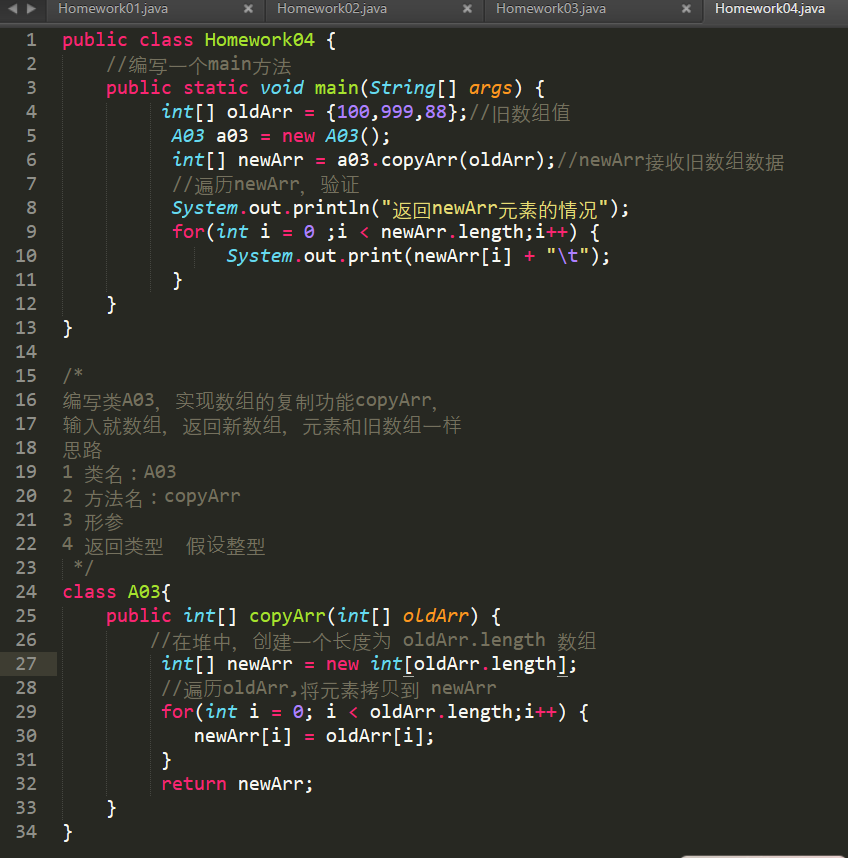 Homework01.java × Homework02.java × Homework03.java × Homework04.java
1 public class Homework04 {
2 //编写一个main方法
3 public static void main(String[] args) {
4 int[] oldArr = {100,999,88};//旧数组值
5 A03 a03 = new A03();
6 int[] newArr = a03.copyArr(oldArr);//newArr接收旧数组数据
7 //遍历newArr，验证
8 System.out.println("返回newArr元素的情况");
9 for(int i = 0 ;i < newArr.length;i++) {
10 System.out.print(newArr[i] + "\t");
11 }
12 }
13 }
14
15 /*
16 编写类A03，实现数组的复制功能copyArr，
17 输入就数组，返回新数组，元素和旧数组一样
18 思路
19 1 类名：A03
20 2 方法名：copyArr
21 3 形参
22 4 返回类型 假设整型
23 */
24 class A03{
25 public int[] copyArr(int[] oldArr) {
26 //在堆中，创建一个长度为 oldArr.length 数组
27 int[] newArr = new int[oldArr.length];
28 //遍历oldArr,将元素拷贝到 newArr
29 for(int i = 0; i < oldArr.length;i++) {
30 newArr[i] = oldArr[i];
31 }
32 return newArr;
33 }
34 }